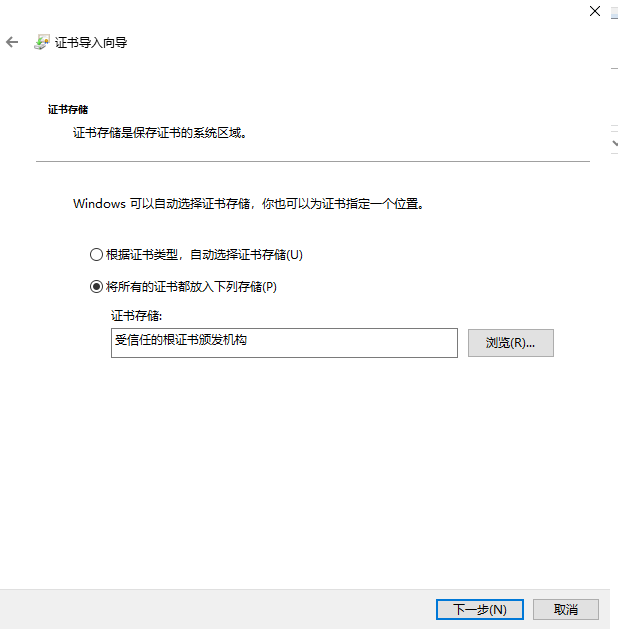 证书导入向导
证书存储
证书存储是保存证书的系统区域。
Windows 可以自动选择证书存储，你也可以为证书指定一个位置。
根据证书类型，自动选择证书存储(U)
将所有的证书都放入下列存储(P)
证书存储:
受信任的根证书颁发机构
浏览(R)...
下一步(N)
取消